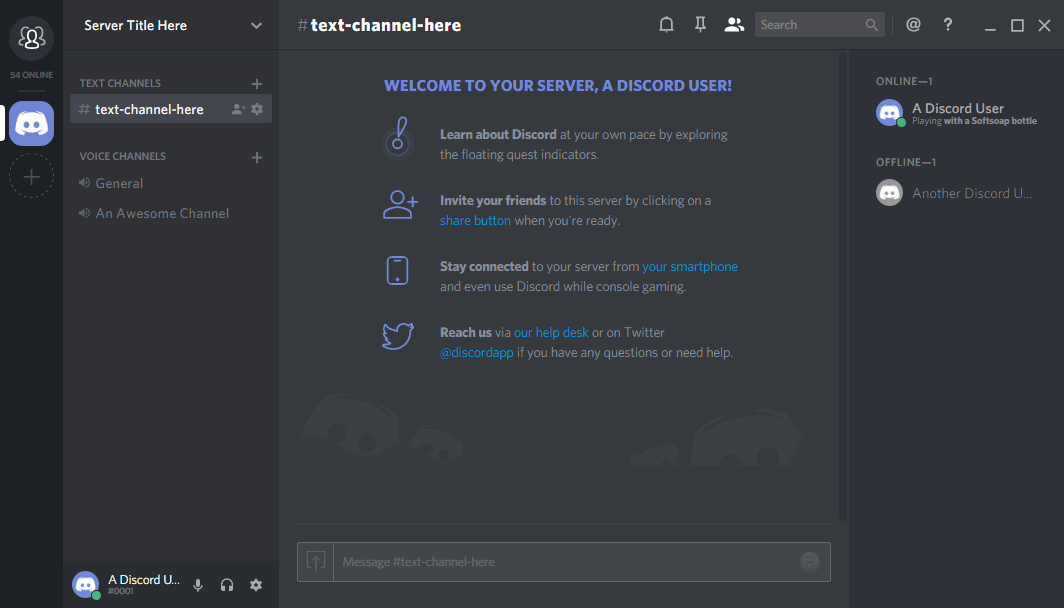 54 ONLINE
Server Title Here
TEXT CHANNELS
# text-channel-here
VOICE CHANNELS
General
An Awesome Channel
A Discord U...
#0001
# text-channel-here
Search
@
?
WELCOME TO YOUR SERVER, A DISCORD USER!
Learn about Discord at your own pace by exploring
the floating quest indicators.
Invite your friends to this server by clicking on a
share button when you're ready.
Stay connected to your server from your smartphone
and even use Discord while console gaming.
Reach us via our help desk or on Twitter
@discordapp if you have any questions or need help.
Message #text-channel-here
ONLINE—1
A Discord User
Playing with a Softsoap bottle
OFFLINE—1
Another Discord U...